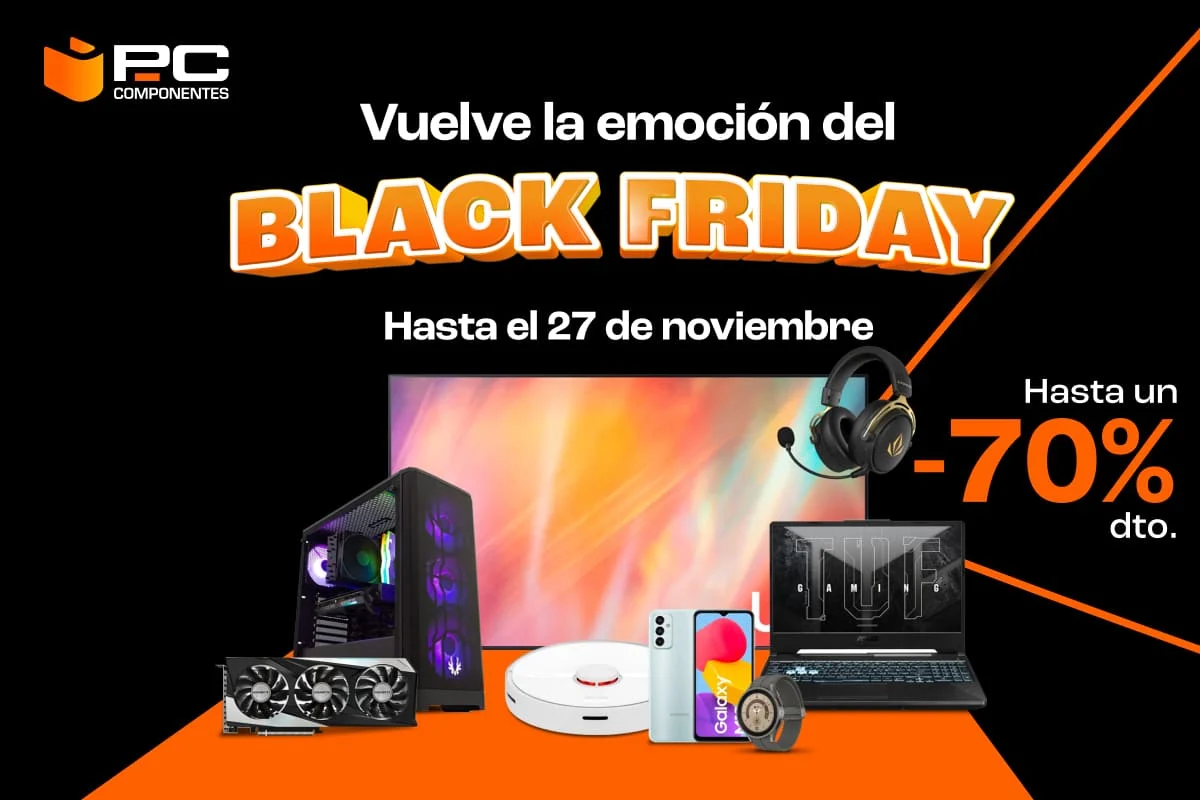 PC
COMPONENTES
Vuelve la emoción del
BLACK FRIDAY
Hasta el 27 de noviembre
Hasta un
-70%
dto.
TUF
GAMING
Galaxy